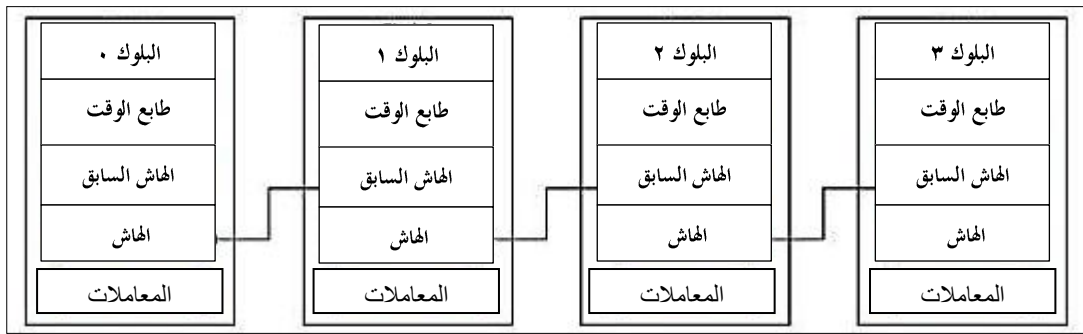 البلوك ٠
طابع الوقت
الهاش السابق
الهاش
المعاملات
البلوك ١
طابع الوقت
الهاش السابق
الهاش
المعاملات
البلوك ٢
طابع الوقت
الهاش السابق
الهاش
المعاملات
البلوك ٣
طابع الوقت
الهاش السابق
الهاش
المعاملات